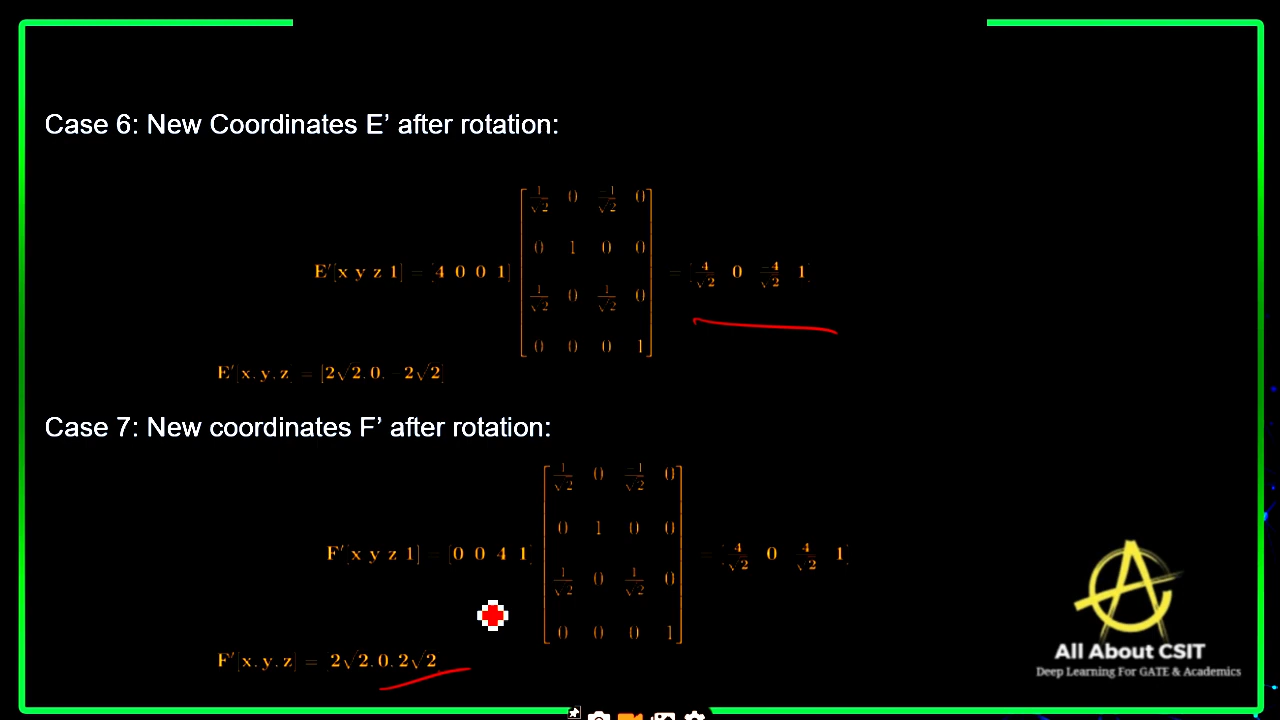 Case 6: New Coordinates E’ after rotation:
1/√2 0 -1/√2 0
0 1 0 0
E'[x y z 1] = [4 0 0 1] = [4/√2 0 -4/√2 1]
1/√2 0 1/√2 0
0 0 0 1
E'[x. y. z] = [2√2. 0. -2√2]
Case 7: New coordinates F’ after rotation:
1/√2 0 -1/√2 0
0 1 0 0
F'[x y z 1] = [0 0 4 1] = [4/√2 0 4/√2 1]
1/√2 0 1/√2 0
0 0 0 1
F'[x. y. z] = 2√2. 0. 2√2
All About CSIT
Deep Learning For GATE & Academics